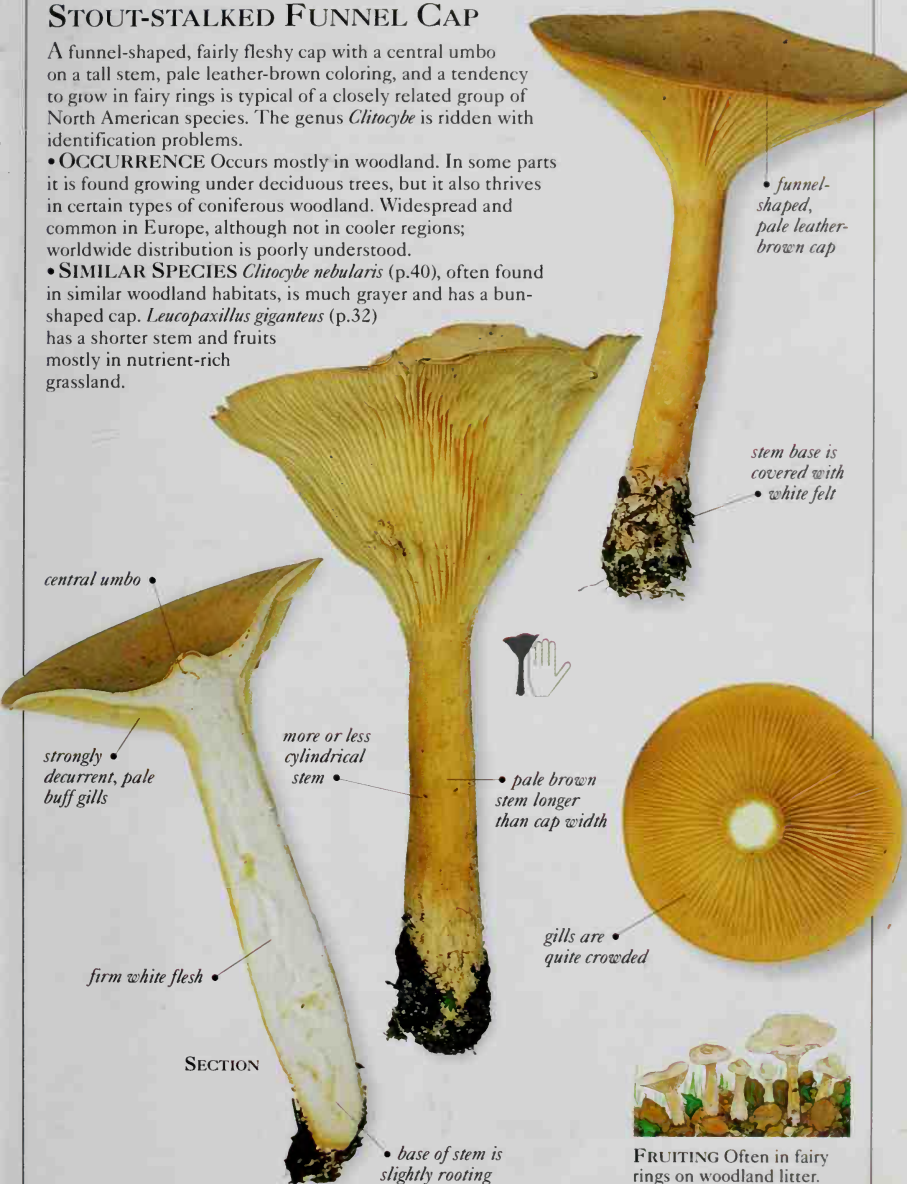 STOUT-STALKED FUNNEL CAP
A funnel-shaped, fairly fleshy cap with a central umbo
on a tall stem, pale leather-brown coloring, and a tendency
to grow in fairy rings is typical of a closely related group of
North American species. The genus Clitocybe is ridden with
identification problems.
• OCCURRENCE Occurs mostly in woodland. In some parts
it is found growing under deciduous trees, but it also thrives
in certain types of coniferous woodland. Widespread and
common in Europe, although not in cooler regions;
worldwide distribution is poorly understood.
• SIMILAR SPECIES Clitocybe nebularis (p.40), often found
in similar woodland habitats, is much grayer and has a bun-
shaped cap. Leucopaxillus giganteus (p.32)
has a shorter stem and fruits
mostly in nutrient-rich
grassland.
• funnel-
shaped,
pale leather-
brown cap
stem base is
covered with
• white felt
central umbo •
strongly •
decurrent, pale
buff gills
more or less
cylindrical
stem •
• pale brown
stem longer
than cap width
gills are •
quite crowded
firm white flesh •
SECTION
• base of stem is
slightly rooting
FRUITING Often in fairy
rings on woodland litter.